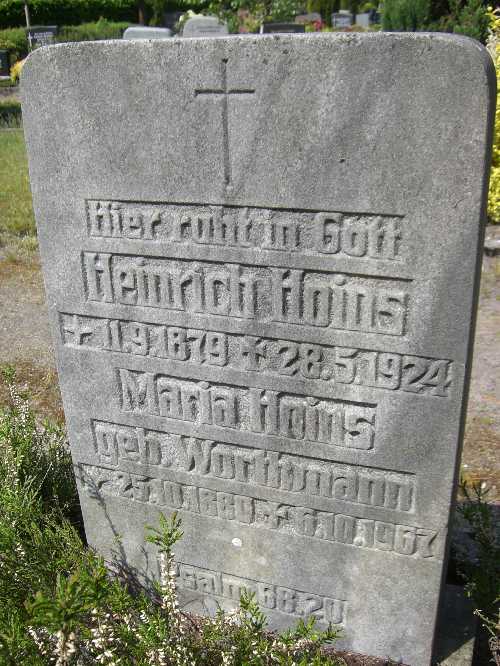 Hier ruht in Gott
Heinrich Hoins
* 11.9.1879 † 28.5.1924
Maria Hoins
geb. Worthmann
* 25.10.1880 † 6.10.1967
Psalm 68.20